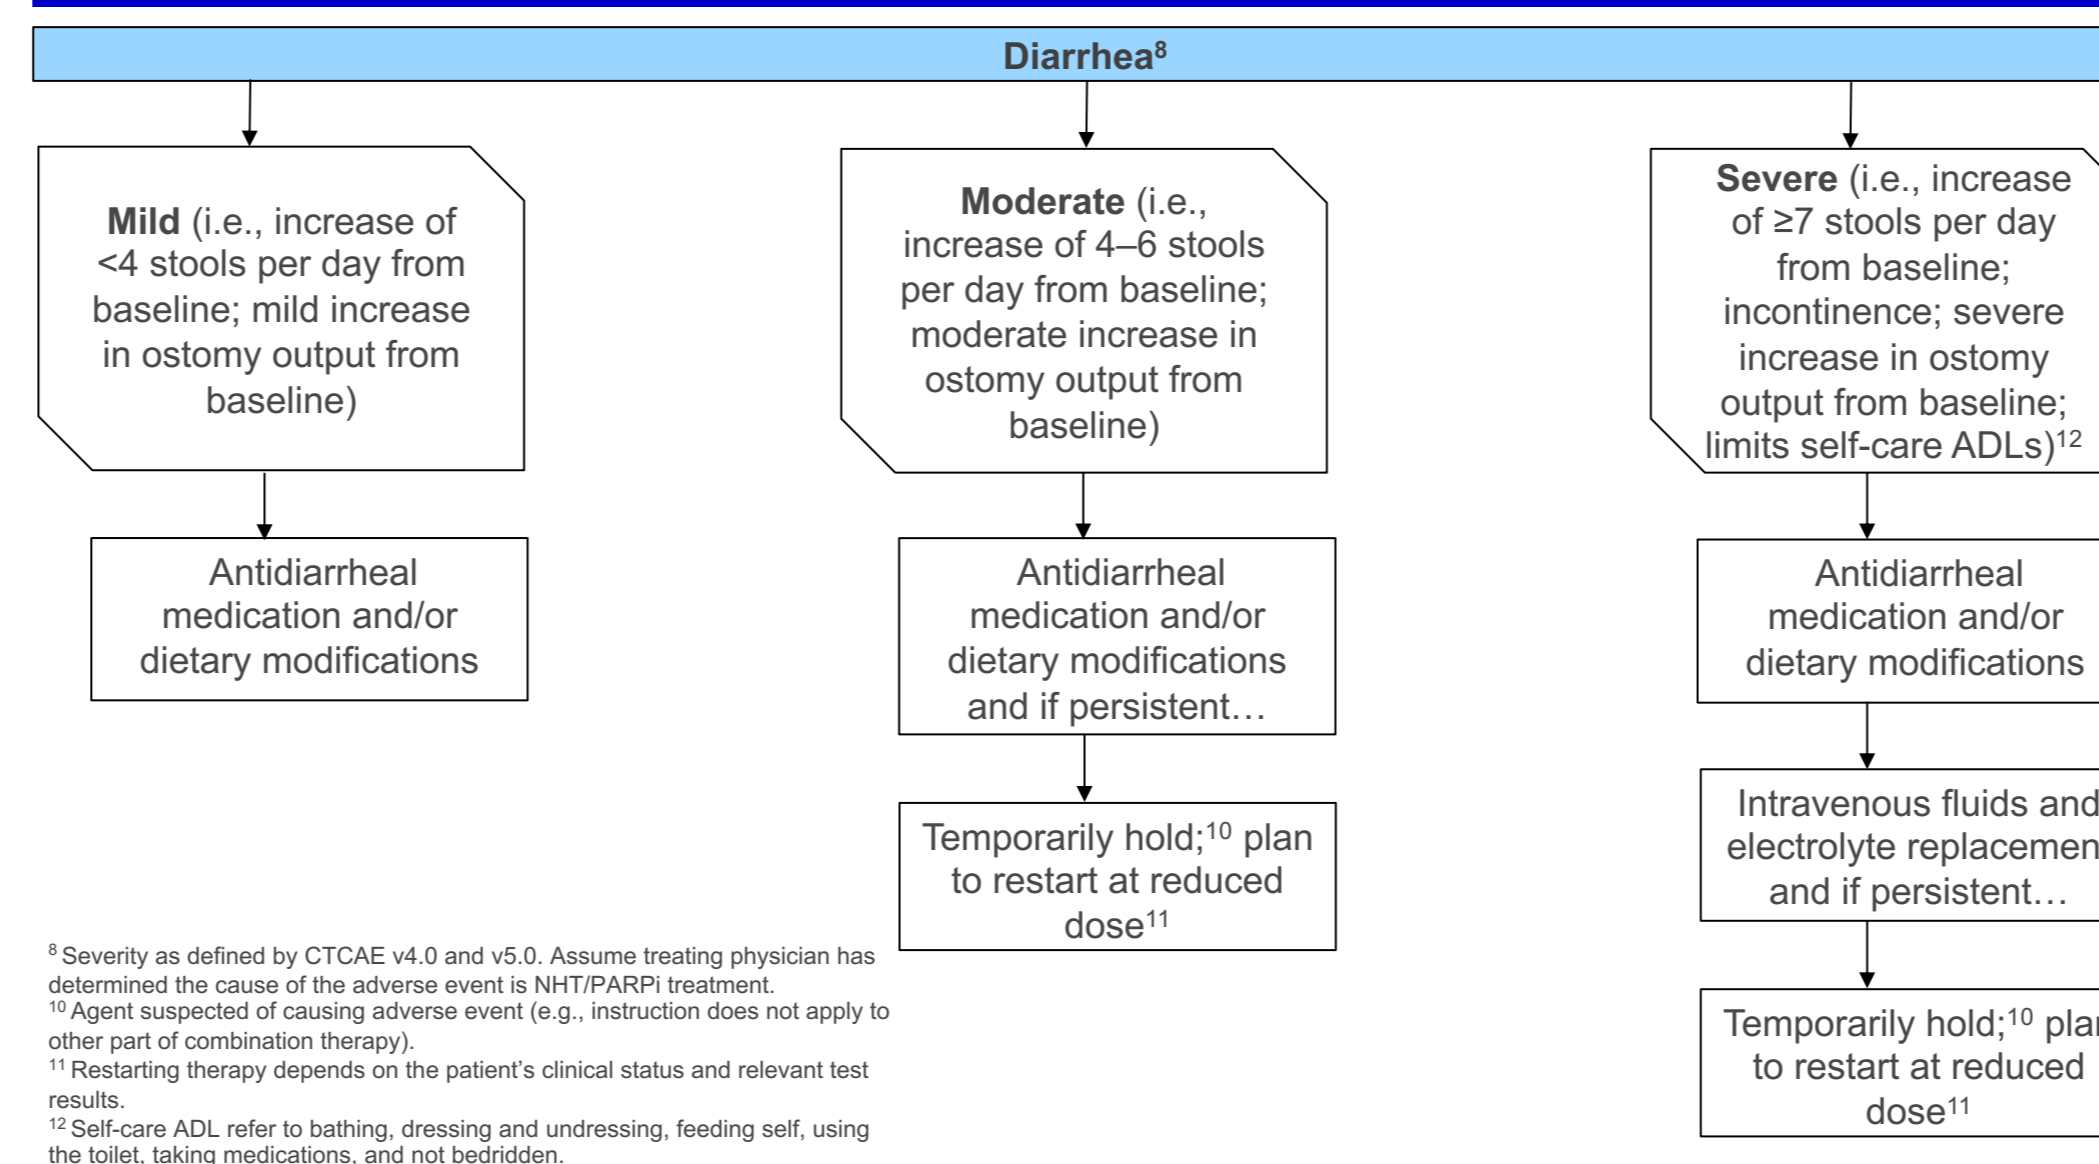 Diarrhea⁸
Mild (i.e., increase of
<4 stools per day from
baseline; mild increase
in ostomy output from
baseline)
Antidiarrheal
medication and/or
dietary modifications
Moderate (i.e.,
increase of 4–6 stools
per day from baseline;
moderate increase in
ostomy output from
baseline)
Antidiarrheal
medication and/or
dietary modifications
and if persistent…
Temporarily hold;¹⁰ plan
to restart at reduced
dose¹¹
Severe (i.e., increase
of ≥7 stools per day
from baseline;
incontinence; severe
increase in ostomy
output from baseline;
limits self-care ADLs)¹²
Antidiarrheal
medication and/or
dietary modifications
Intravenous fluids and
electrolyte replacemen
and if persistent…
Temporarily hold;¹⁰ plan
to restart at reduced
dose¹¹
⁸ Severity as defined by CTCAE v4.0 and v5.0. Assume treating physician has
determined the cause of the adverse event is NHT/PARPi treatment.
¹⁰ Agent suspected of causing adverse event (e.g., instruction does not apply to
other part of combination therapy).
¹¹ Restarting therapy depends on the patient’s clinical status and relevant test
results.
¹² Self-care ADL refer to bathing, dressing and undressing, feeding self, using
the toilet, taking medications, and not bedridden.